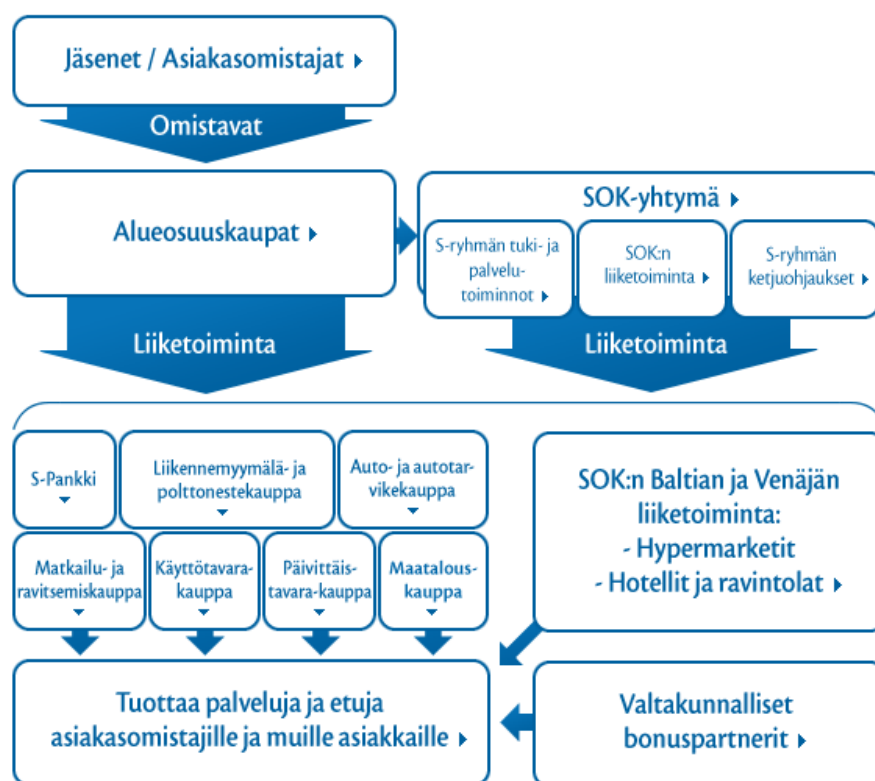 Jäsenet / Asiakasomistajat
Omistavat
Alueosuuskaupat
SOK-yhtymä
S-ryhmän tuki- ja
palvelu-
toiminnot
SOK:n
liiketoiminta
S-ryhmän
ketjuohjaukset
Liiketoiminta
Liiketoiminta
S-Pankki
Liikennemyymälä- ja
polttonestekauppa
Auto- ja autotar-
vikekauppa
Matkailu- ja
ravitsemiskauppa
Käyttötavara-
kauppa
Päivittäis-
tavara-kauppa
Maatalous-
kauppa
SOK:n Baltian ja Venäjän
liiketoiminta:
- Hypermarketit
- Hotellit ja ravintolat
Tuottaa palveluja ja etuja
asiakasomistajille ja muille asiakkaille
Valtakunnalliset
bonuspartnerit